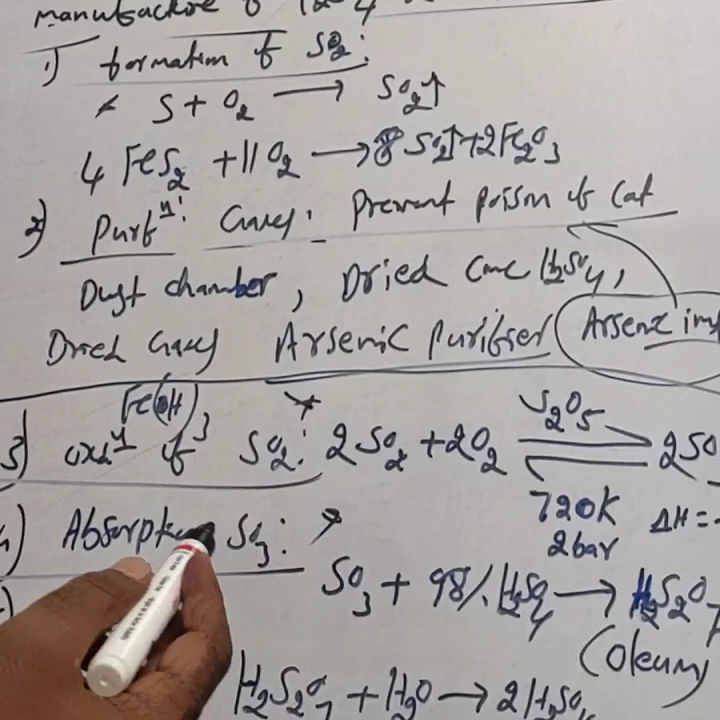 manufacture of H2SO4
1) formation of SO2:
* S + O2 → SO2↑
4 FeS2 + 11 O2 → 8 SO2↑ + 2Fe2O3
2) Purfn: Gases: Prevent poison of Cat
Dust chamber, Dried Conc H2SO4,
Dried Gases Arsenic Purifier Arsenic imp
Fe(OH)3
3) oxdn of SO2: 2SO2 + 2O2 ⇌ 2SO
V2O5
720K ΔH = -
2bar
4) Absorption SO3:
SO3 + 98% H2SO4 → H2S2O7
(Oleum)
H2S2O7 + H2O → 2H2SO4